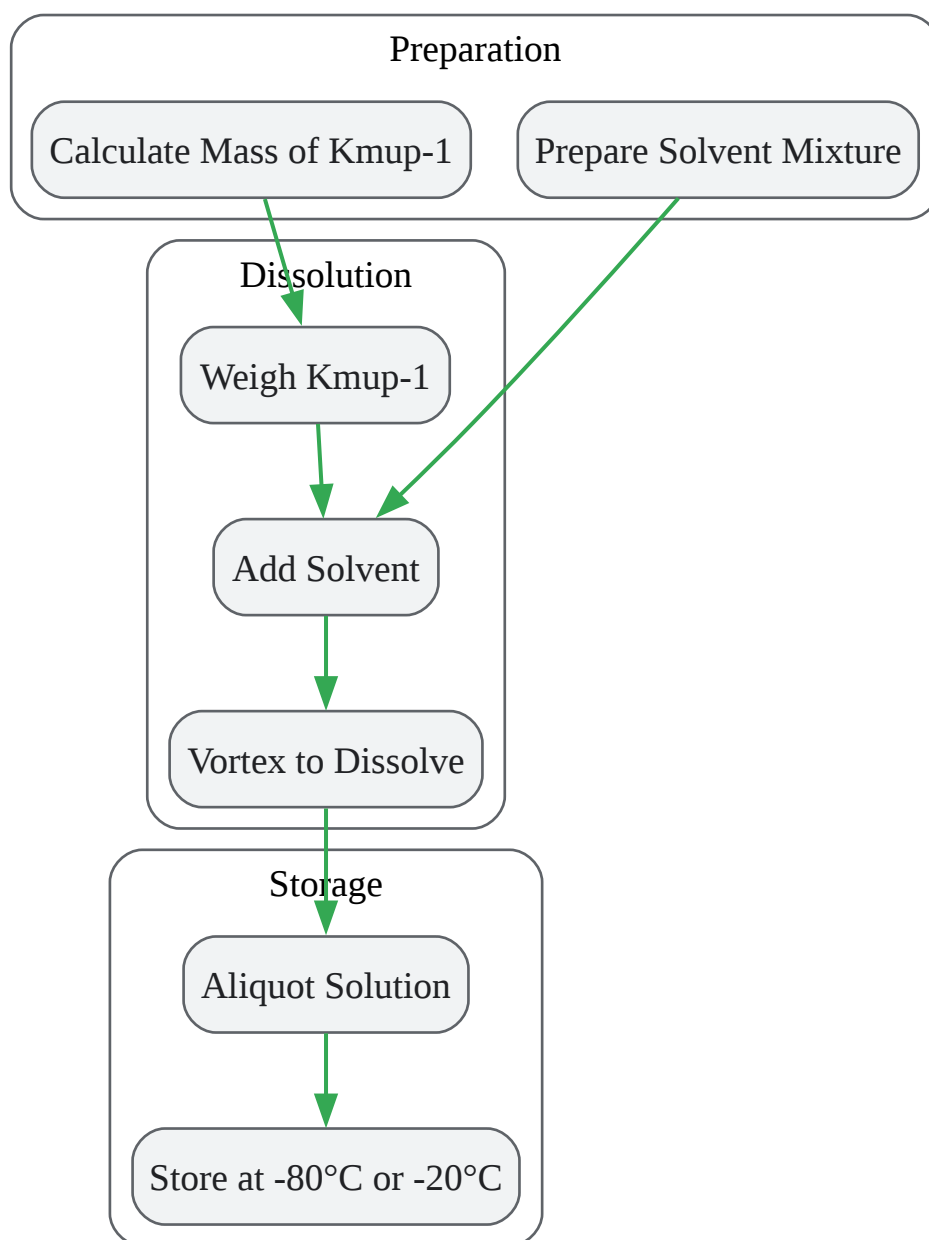 Preparation
Calculate Mass of Kmup-1
Prepare Solvent Mixture
Dissolution
Weigh Kmup-1
Add Solvent
Vortex to Dissolve
Storage
Aliquot Solution
Store at -80°C or -20°C